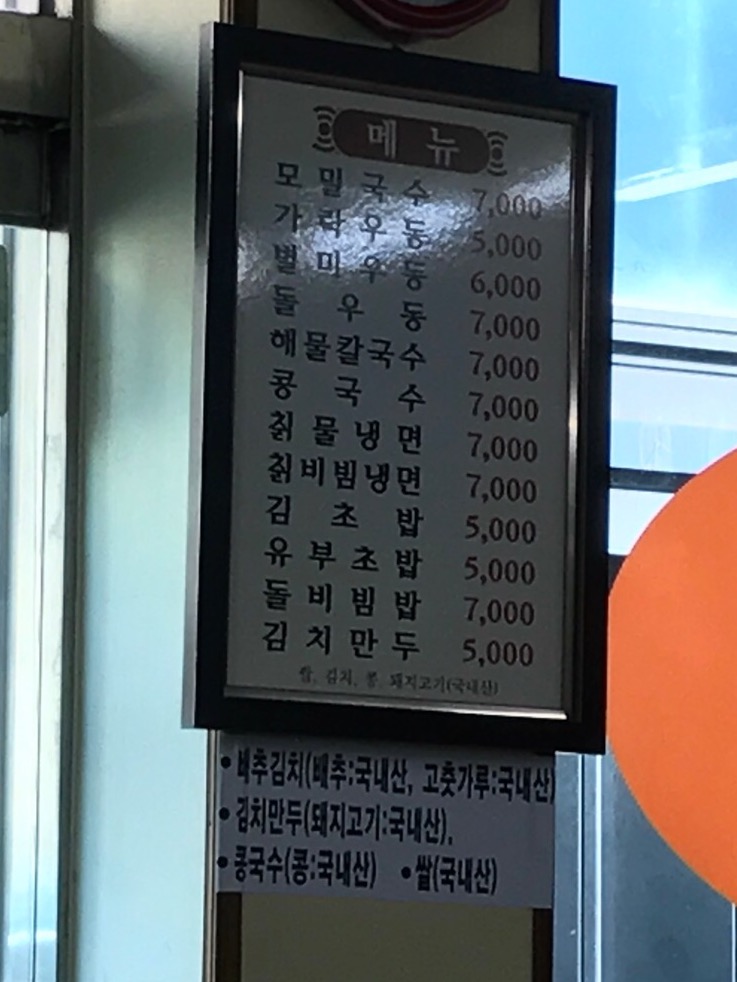 메 뉴
모 밀 국 수 7,000
가 락 우 동 5,000
별 미 우 동 6,000
돌 우 동 7,000
해물칼국수 7,000
콩 국 수 7,000
칡 물 냉 면 7,000
칡비빔냉면 7,000
김 초 밥 5,000
유 부 초 밥 5,000
돌 비 빔 밥 7,000
김 치 만 두 5,000
쌀, 김치, 콩, 돼지고기(국내산)
• 배추김치(배추:국내산, 고춧가루:국내산)
• 김치만두(돼지고기:국내산).
• 콩국수(콩:국내산) • 쌀(국내산)